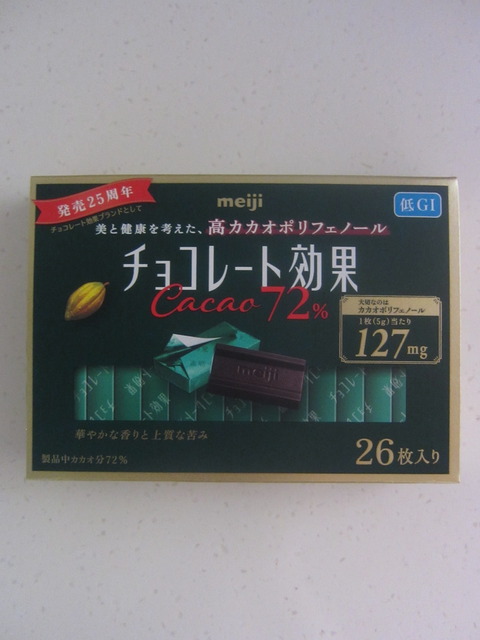 発売25周年
チョコレート効果ブランドとして
meiji
低GI
美と健康を考えた、高カカオポリフェノール
チョコレート効果
Cacao 72%
大切なのは
カカオポリフェノール
1枚(5g)当たり
127mg
meiji
華やかな香りと上質な苦み
製品中カカオ分72%
26枚入り